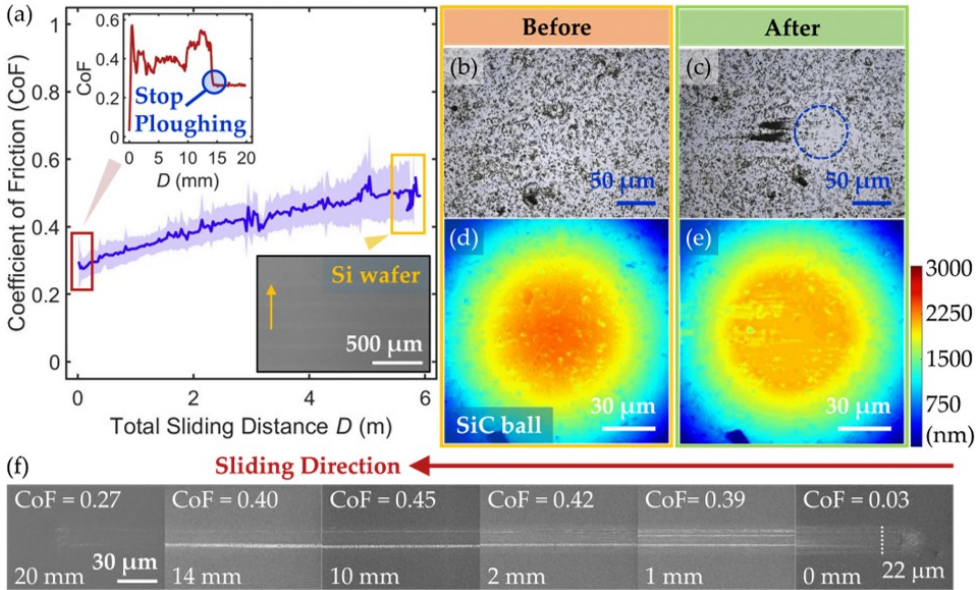 (a)
Coefficient of Friction (CoF)
1.0
0.8
0.6
0.4
0.2
0
0 2 4 6
Total Sliding Distance D (m)
CoF
0.6
0.4
0.2
0
0 5 10 15 20
D (mm)
Stop
Ploughing
Si wafer
500 μm
Before
After
(b)
50 μm
(c)
50 μm
(d)
30 μm
SiC ball
(e)
30 μm
3000
2250
1500
750
(nm)
(f)
Sliding Direction
CoF = 0.27
CoF = 0.40
CoF = 0.45
CoF = 0.42
CoF= 0.39
CoF = 0.03
30 μm
20 mm
14 mm
10 mm
2 mm
1 mm
0 mm
22 μm